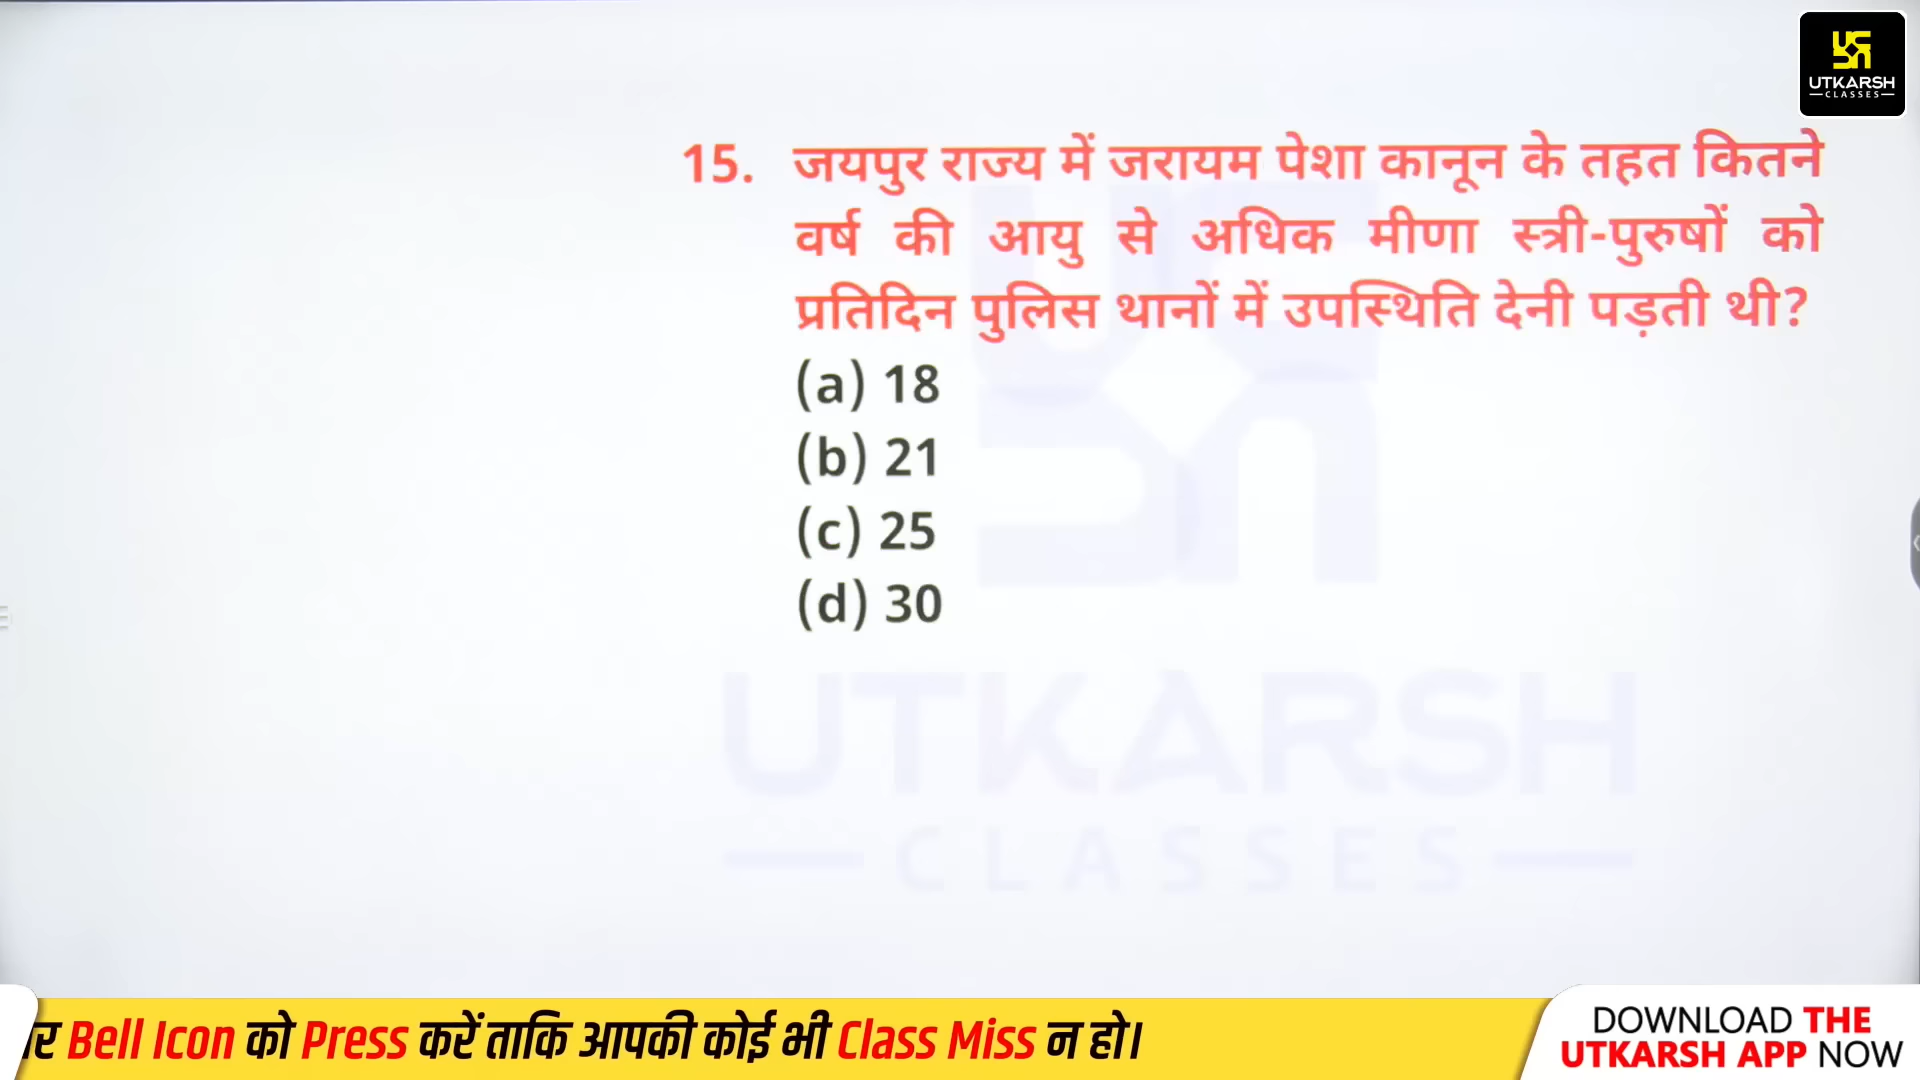 UTKARSH
CLASSES
15. जयपुर राज्य में जरायम पेशा कानून के तहत कितने
वर्ष की आयु से अधिक मीणा स्त्री-पुरुषों को
प्रतिदिन पुलिस थानों में उपस्थिति देनी पड़ती थी?
(a) 18
(b) 21
(c) 25
(d) 30
UTKARSH
CLASSES
Bell Icon को Press करें ताकि आपकी कोई भी Class Miss न हो।
DOWNLOAD THE
UTKARSH APP NOW